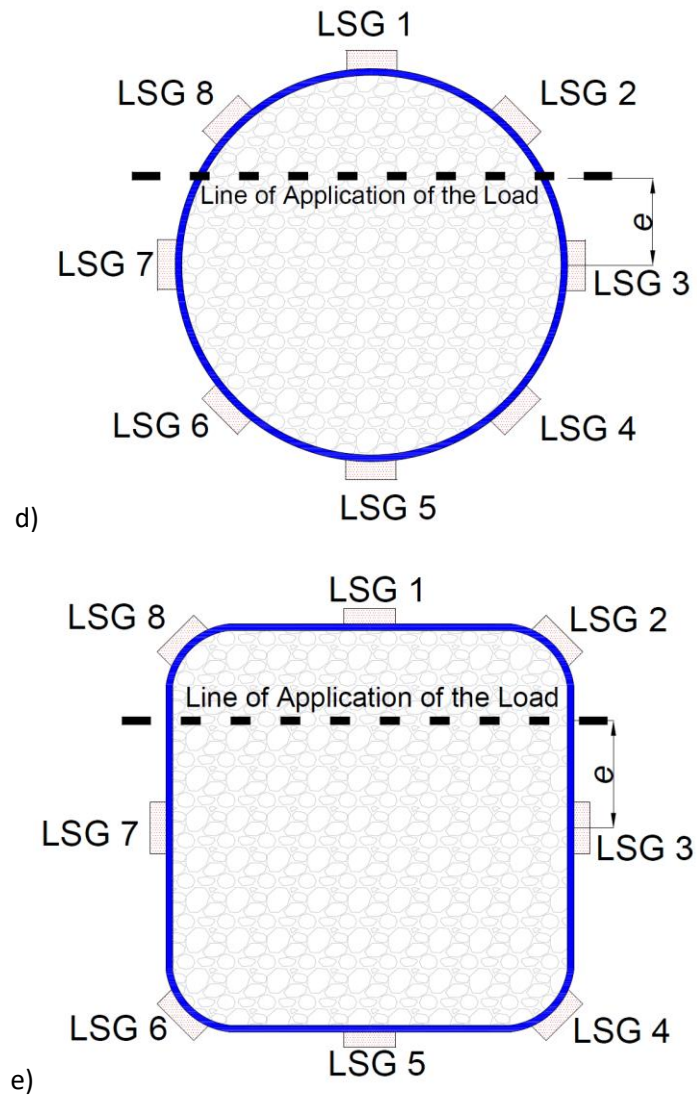 LSG 1
LSG 8
LSG 2
Line of Application of the Load
e
LSG 7
LSG 3
LSG 6
LSG 4
LSG 5
d)
LSG 1
LSG 8
LSG 2
Line of Application of the Load
e
LSG 7
LSG 3
LSG 6
LSG 4
LSG 5
e)